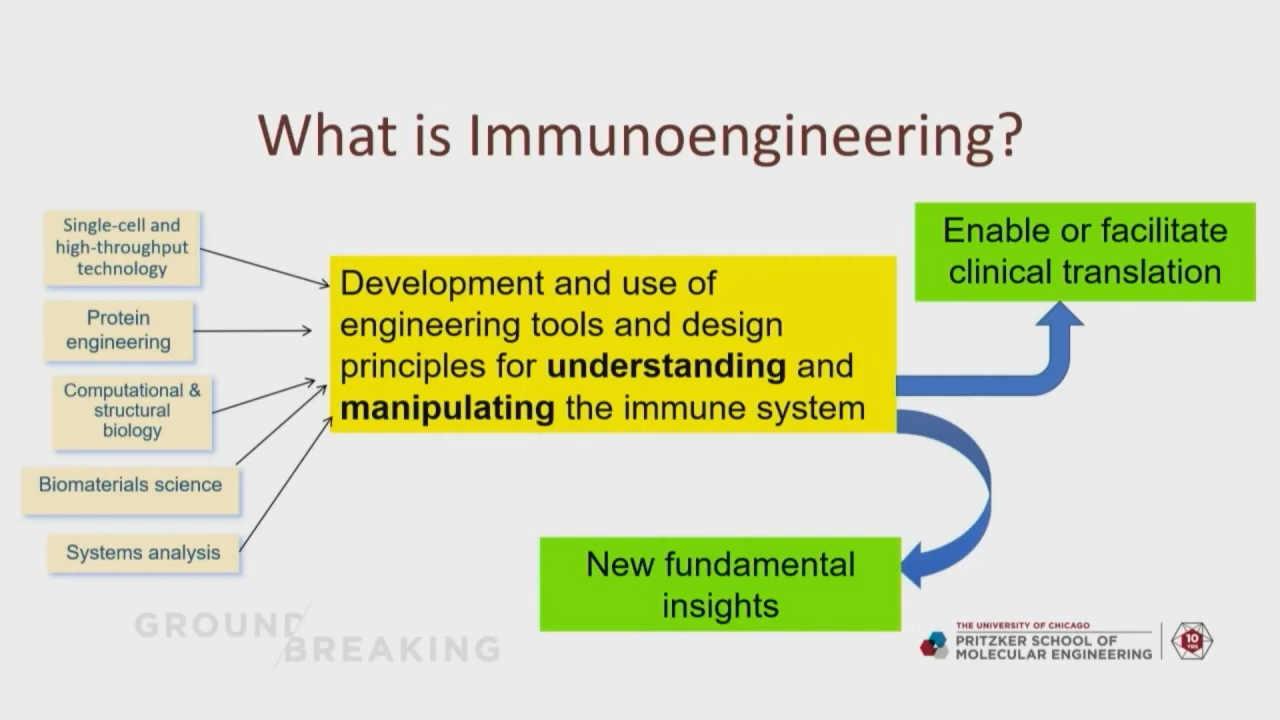 What is Immunoengineering?
Single-cell and
high-throughput
technology
Protein
engineering
Computational &
structural
biology
Biomaterials science
Systems analysis
Development and use of
engineering tools and design
principles for understanding and
manipulating the immune system
Enable or facilitate
clinical translation
New fundamental
insights
GROUND
BREAKING
THE UNIVERSITY OF CHICAGO
PRITZKER SCHOOL OF
MOLECULAR ENGINEERING
10
YRS